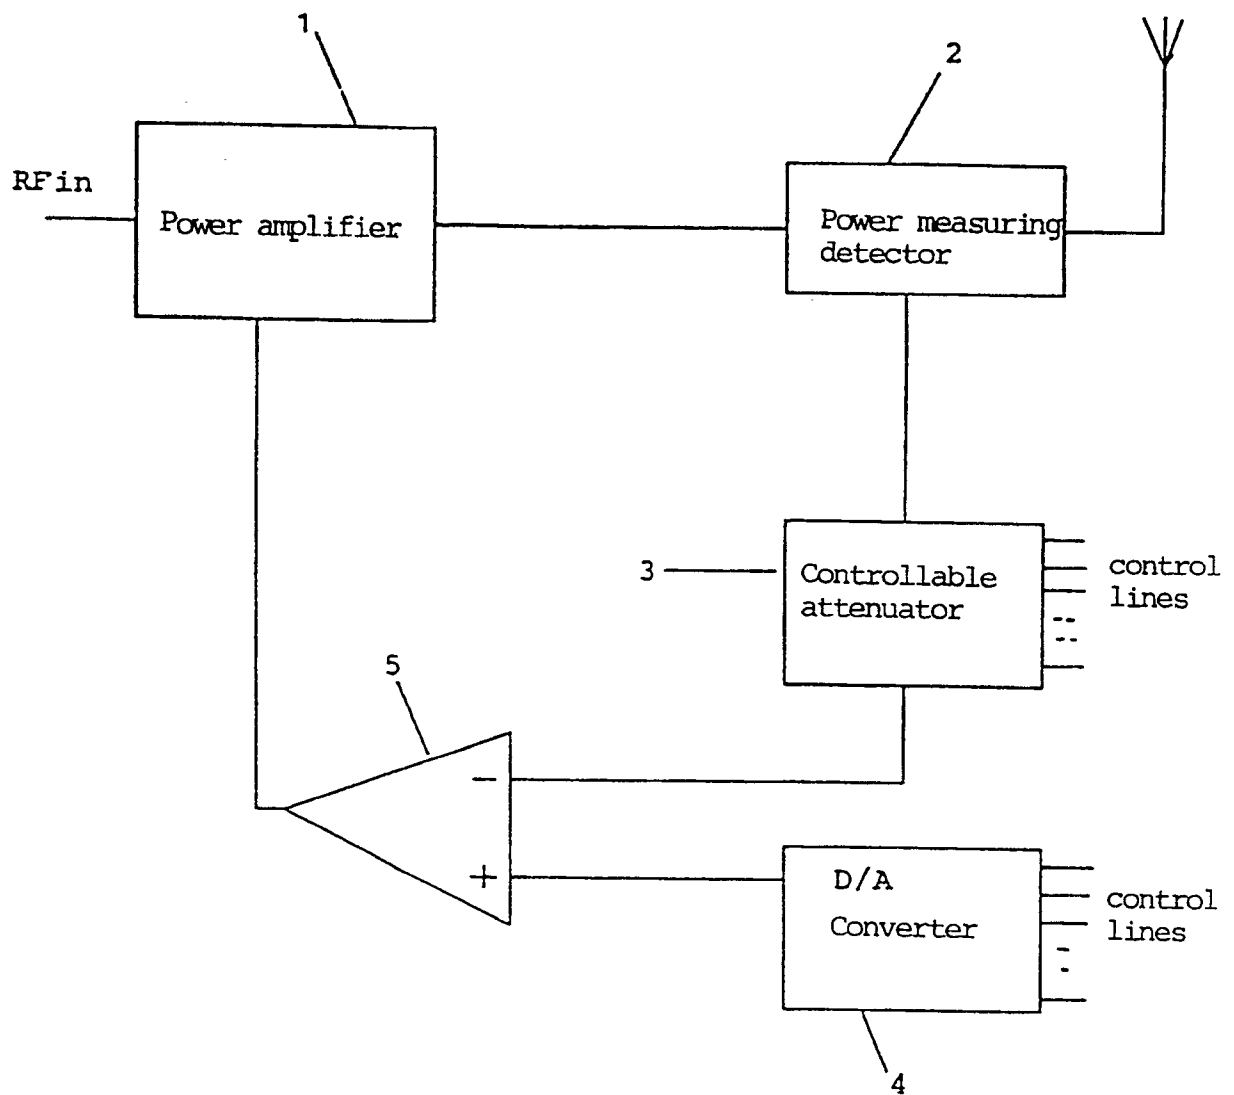 1
2
RFin
Power amplifier
Power measuring
detector
3
Controllable
attenuator
control
lines
5
-
+
D/A
Converter
control
lines
4